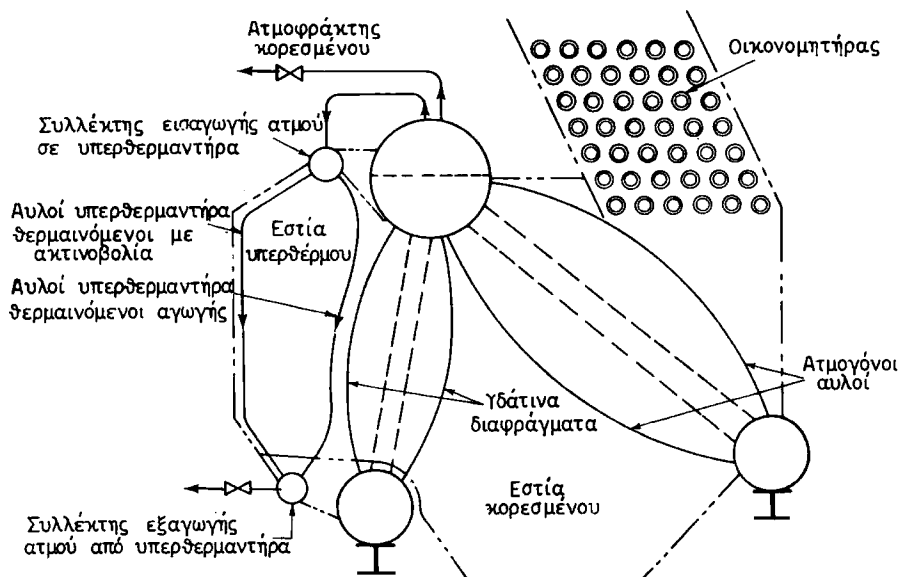 Ατμοφράκτης
κορεσμένου
Οικονομητήρας
Συλλέκτης εισαγωγής ατμού
σε υπερθερμαντήρα
Αυλοί υπερθερμαντήρα
θερμαινόμενοι με
ακτινοβολία
Εστία
υπερθέρμου
Αυλοί υπερθερμαντήρα
θερμαινόμενοι αγωγής
Ατμογόνοι
αυλοί
Υδάτινα
διαφράγματα
Εστία
κορεσμένου
Συλλέκτης εξαγωγής
ατμού από υπερθερμαντήρα